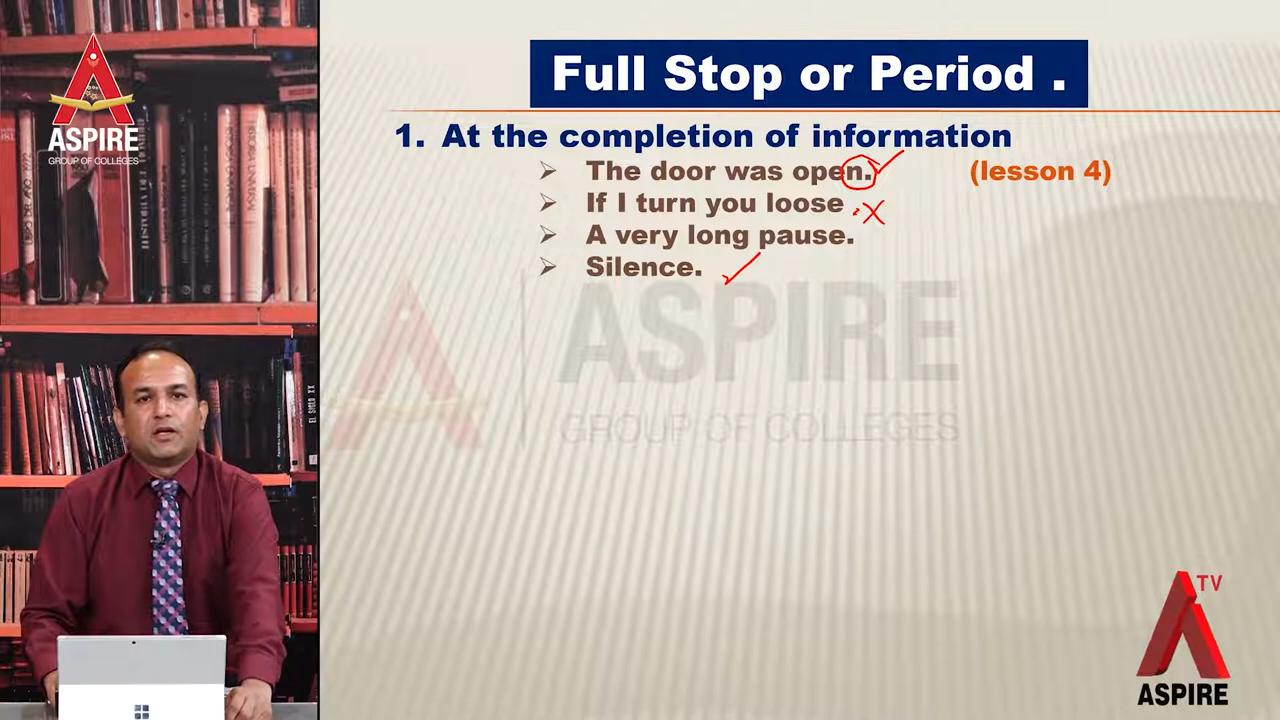 ASPIRE
GROUP OF COLLEGES
Full Stop or Period .
1. At the completion of information
➢ The door was open. (lesson 4)
➢ If I turn you loose .
➢ A very long pause.
➢ Silence.
ASPIRE
GROUP OF COLLEGES
TV
ASPIRE